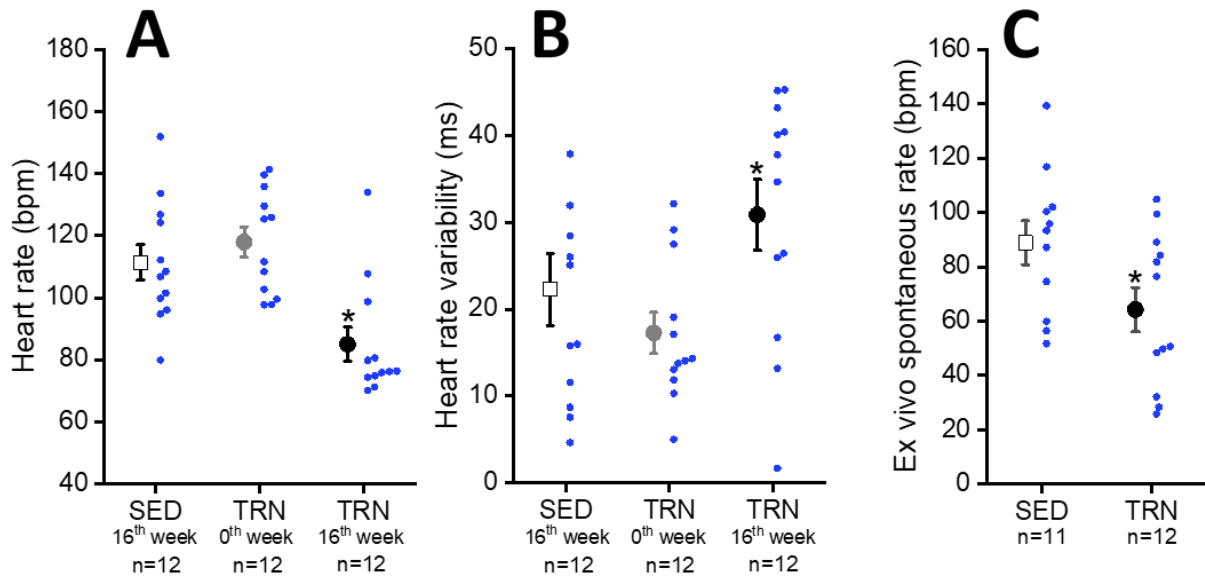 A
Heart rate (bpm)
180
160
140
120
100
80
60
40
*
SED
16th week
n=12
TRN
0th week
n=12
TRN
16th week
n=12
B
Heart rate variability (ms)
50
40
30
20
10
0
*
SED
16th week
n=12
TRN
0th week
n=12
TRN
16th week
n=12
C
Ex vivo spontaneous rate (bpm)
160
140
120
100
80
60
40
20
0
*
SED
n=11
TRN
n=12